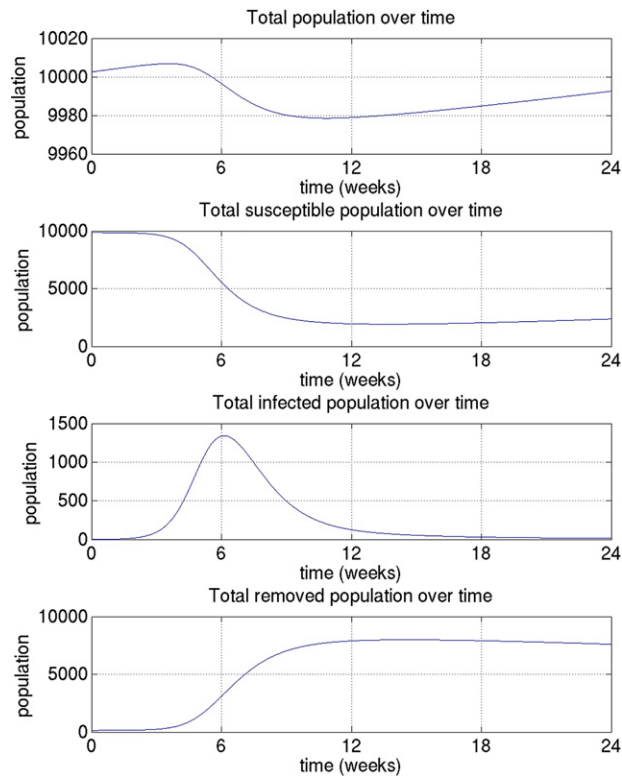 Total population over time
10020
10000
9980
9960
population
0 6 12 18 24
time (weeks)
Total susceptible population over time
10000
5000
0
population
0 6 12 18 24
time (weeks)
Total infected population over time
1500
1000
500
0
population
0 6 12 18 24
time (weeks)
Total removed population over time
10000
5000
0
population
0 6 12 18 24
time (weeks)